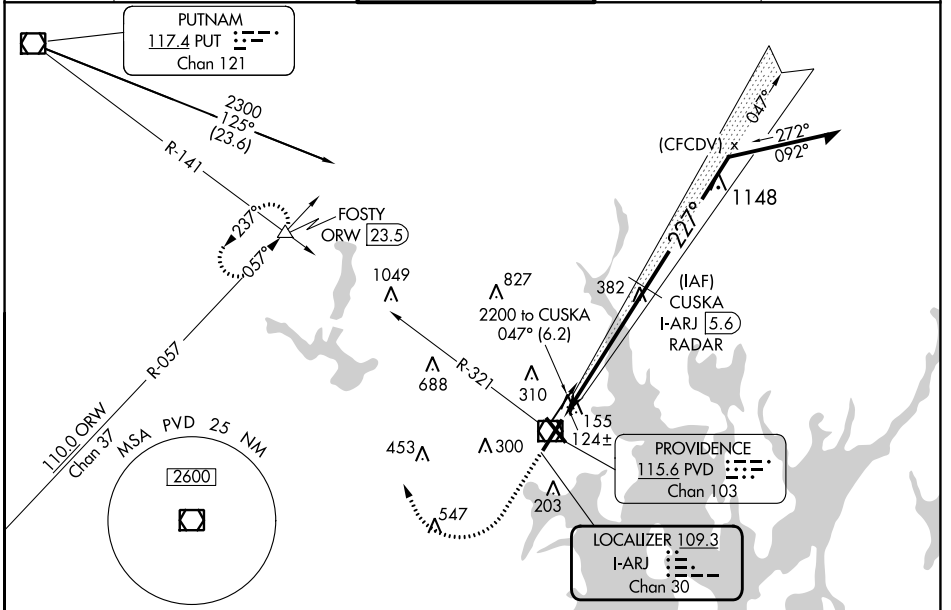 PUTNAM
117.4 PUT
Chan 121
2300
125°
(23.6)
R-141
237°
057°
FOSTY
ORW 23.5
R-057
110.0 ORW
Chan 37
MSA PVD 25 NM
2600
1049
827
688
R-321
2200 to CUSKA
047° (6.2)
310
453
300
547
203
155
124±
382
(IAF)
CUSKA
I-ARJ 5.6
RADAR
227°
1148
(CFCDV) x
047°
272°
092°
PROVIDENCE
115.6 PVD
Chan 103
LOCALIZER 109.3
I-ARJ
Chan 30